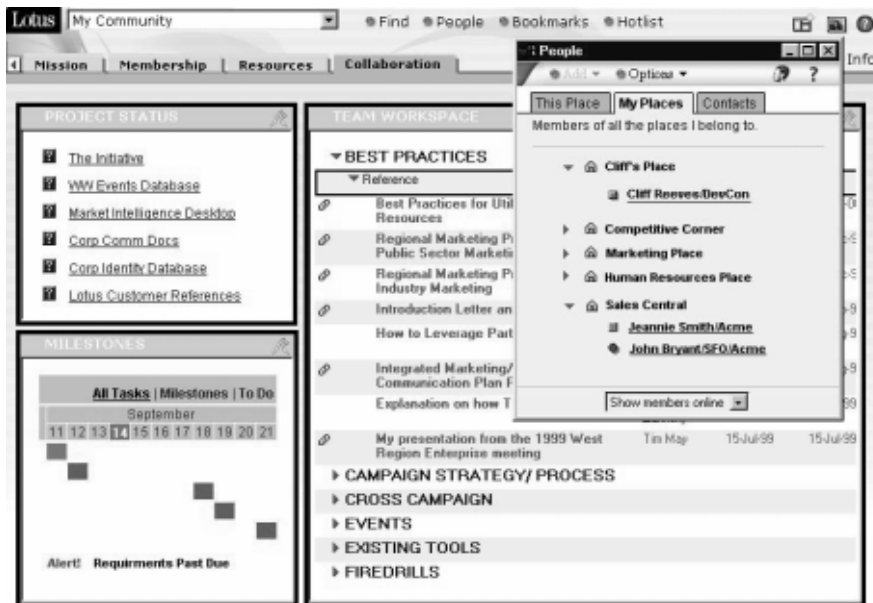 Lotus My Community Find People Bookmarks Hotlist
Mission Membership Resources Collaboration Info
People
Add Options ?
This Place My Places Contacts
Members of all the places I belong to.
Cliff's Place
Cliff Reeves/DevCon
Competitive Corner
Marketing Place
Human Resources Place
Sales Central
Jeannie Smith/Acme
John Bryant/SFO/Acme
Show members online
PROJECT STATUS
The Initiative
WW Events Database
Market Intelligence Desktop
Corp Comm Docs
Corp Identity Database
Lotus Customer References
MILESTONES
All Tasks | Milestones | To Do
September
11 12 13 14 15 16 17 18 19 20 21
Alert! Requirments Past Due
TEAM WORKSPACE
BEST PRACTICES
Reference
Best Practices for
Resources
Regional Marketing
Public Sector
Regional Marketing
Industry Marketing
Introduction Letter
How to Leverage
Integrated Marketing/
Communication Plan
Explanation on how
My presentation from the 1999 West Tim May 15-Jul-99 15-Jul-99
Region Enterprise meeting
CAMPAIGN STRATEGY/ PROCESS
CROSS CAMPAIGN
EVENTS
EXISTING TOOLS
FIREDRILLS